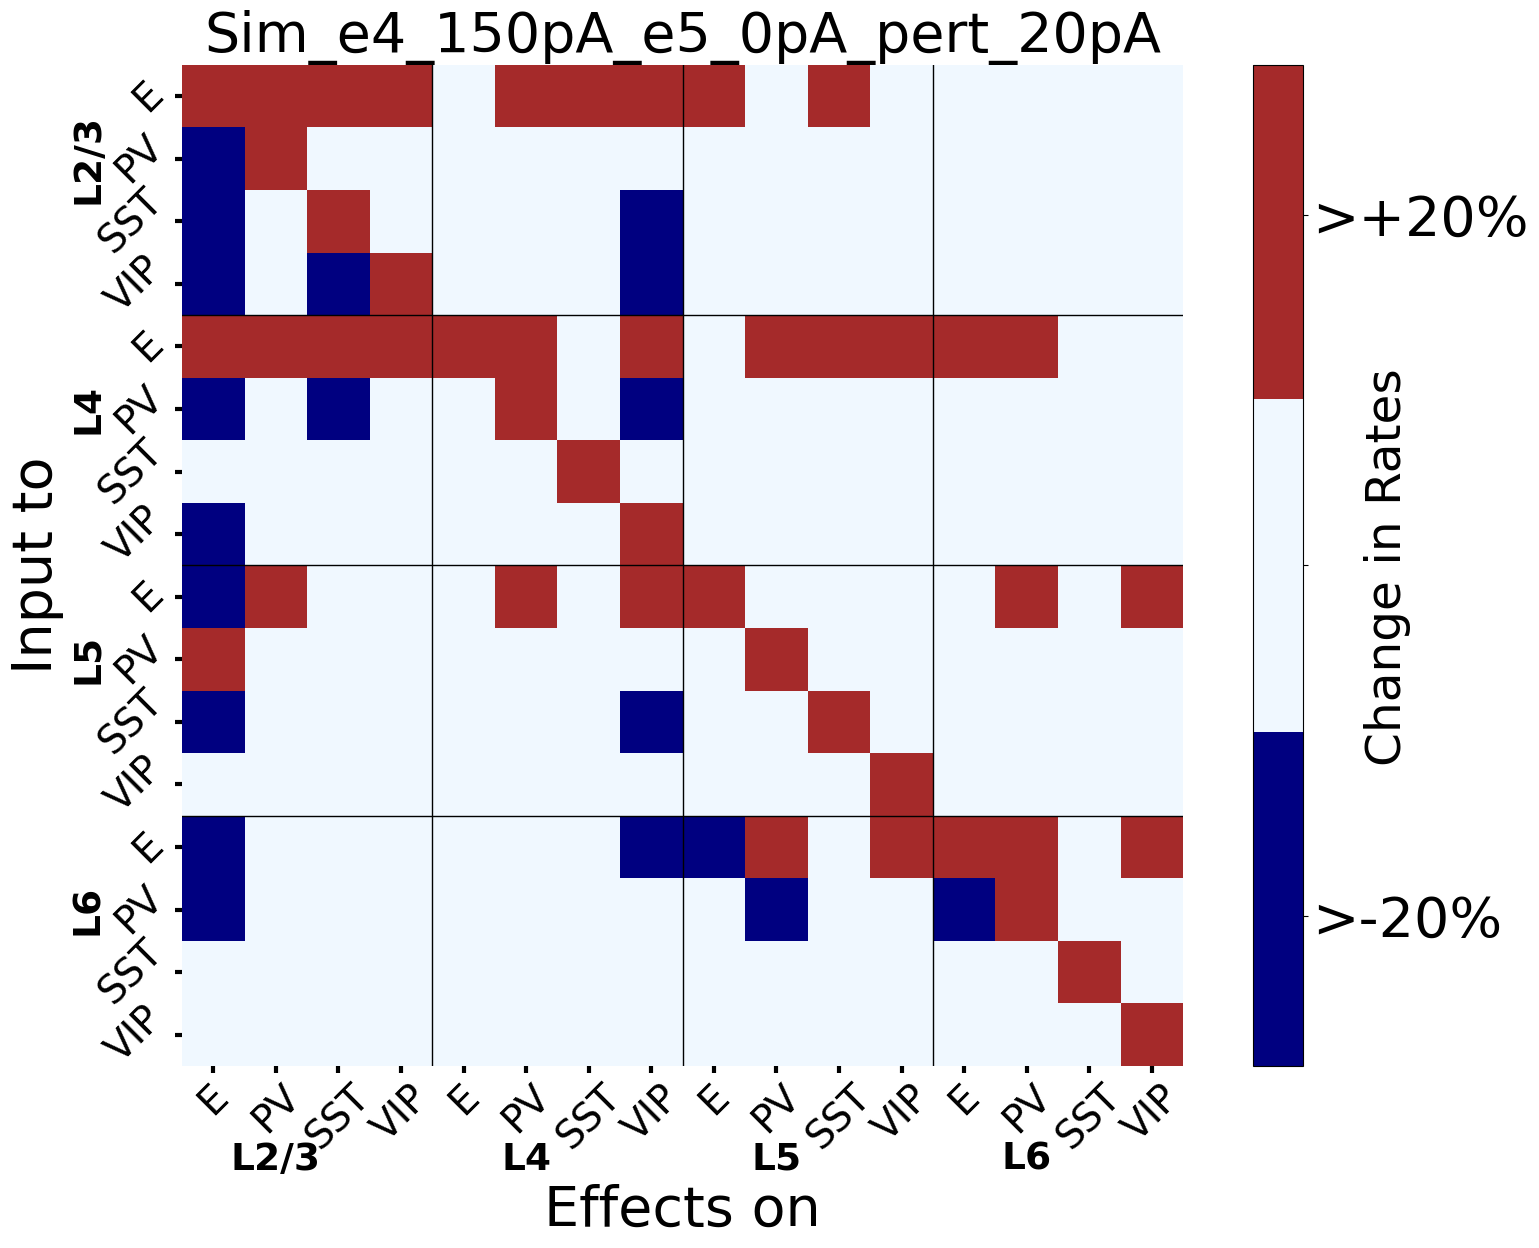 Sim_e4_150pA_e5_0pA_pert_20pA
Input to
L2/3
E
PV
SST
VIP
L4
E
PV
SST
VIP
L5
E
PV
SST
VIP
L6
E
PV
SST
VIP
E PV SST VIP E PV SST VIP E PV SST VIP E PV SST VIP
L2/3 L4 L5 L6
Effects on
>+20%
>-20%
Change in Rates